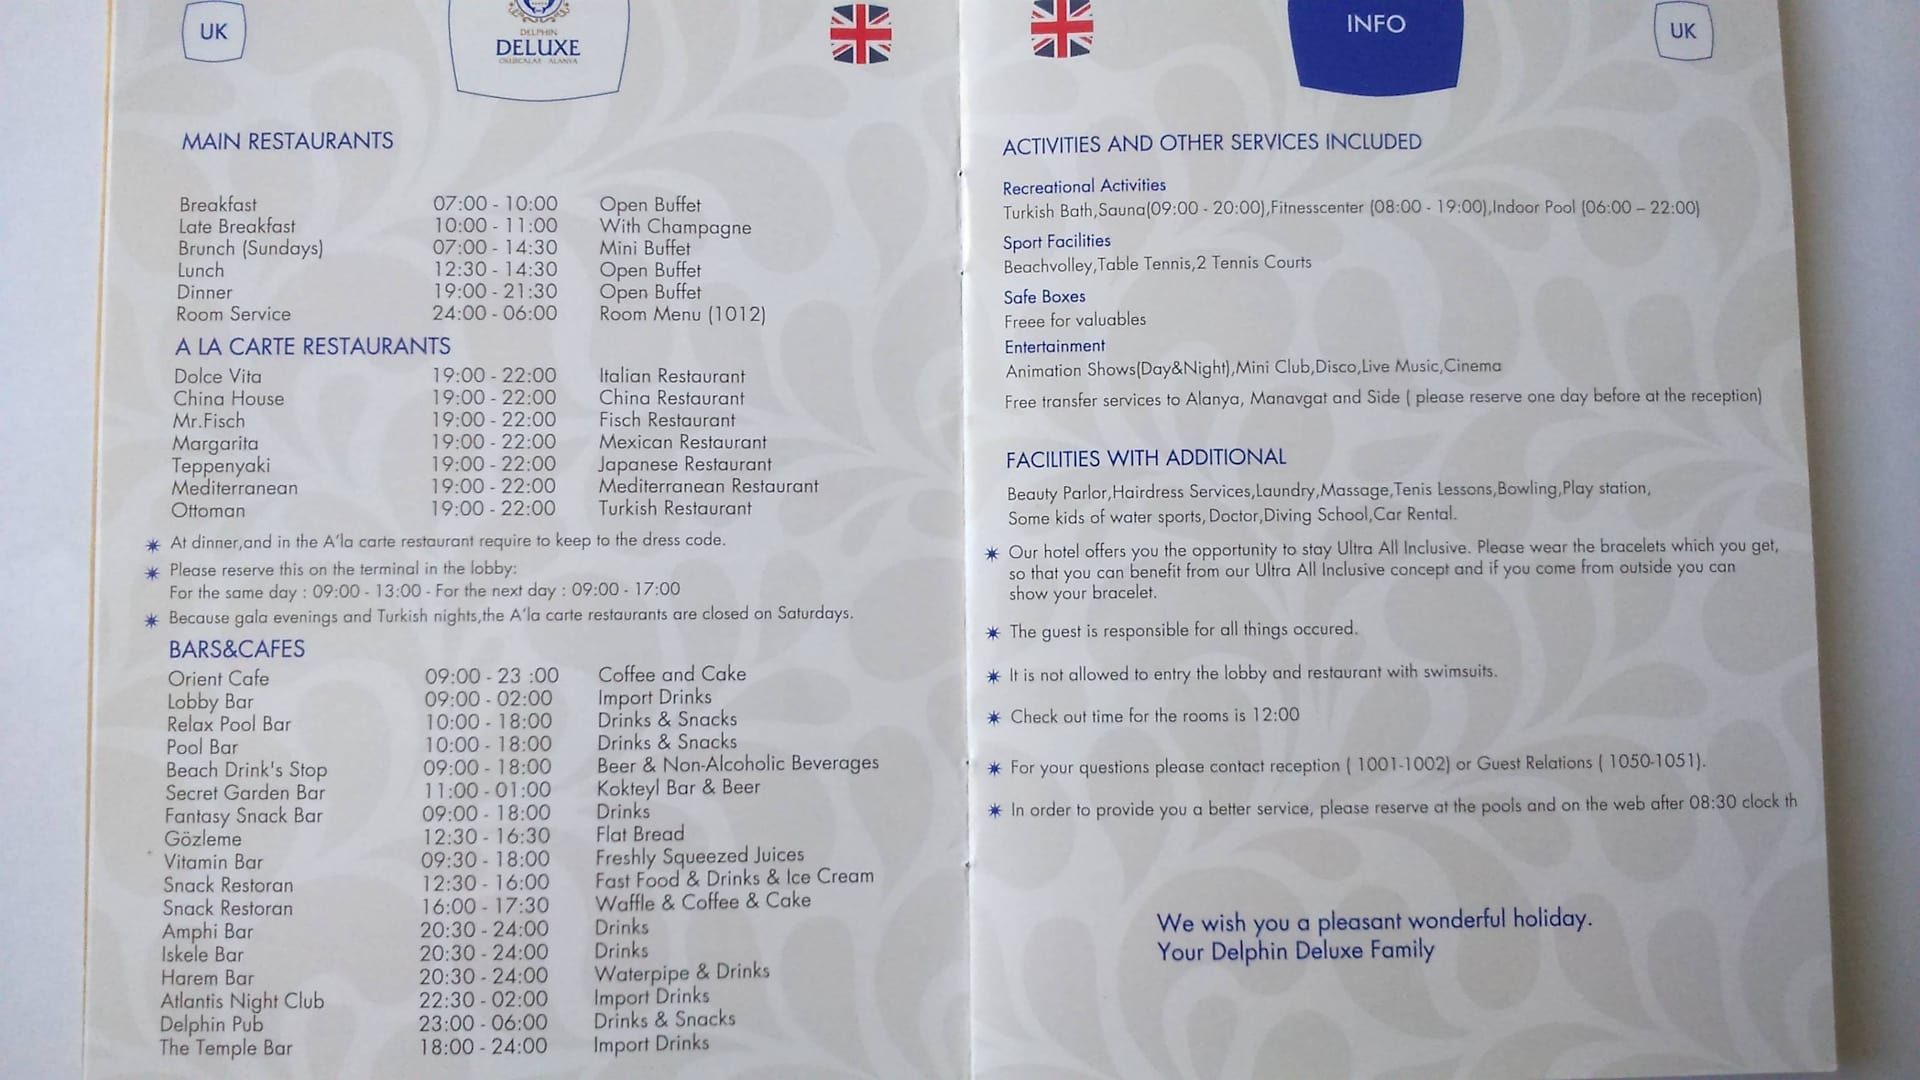 UK
DELPHIN
DELUXE
OKURCALAR - ALANYA
MAIN RESTAURANTS
Breakfast 07:00 - 10:00 Open Buffet
Late Breakfast 10:00 - 11:00 With Champagne
Brunch (Sundays) 07:00 - 14:30 Mini Buffet
Lunch 12:30 - 14:30 Open Buffet
Dinner 19:00 - 21:30 Open Buffet
Room Service 24:00 - 06:00 Room Menu (1012)
A LA CARTE RESTAURANTS
Dolce Vita 19:00 - 22:00 Italian Restaurant
China House 19:00 - 22:00 China Restaurant
Mr.Fisch 19:00 - 22:00 Fisch Restaurant
Margarita 19:00 - 22:00 Mexican Restaurant
Teppenyaki 19:00 - 22:00 Japanese Restaurant
Mediterranean 19:00 - 22:00 Mediterranean Restaurant
Ottoman 19:00 - 22:00 Turkish Restaurant
At dinner,and in the A'la carte restaurant require to keep to the dress code.
Please reserve this on the terminal in the lobby:
For the same day : 09:00 - 13:00 - For the next day : 09:00 - 17:00
Because gala evenings and Turkish nights,the A'la carte restaurants are closed on Saturdays.
BARS&CAFES
Orient Cafe 09:00 - 23 :00 Coffee and Cake
Lobby Bar 09:00 - 02:00 Import Drinks
Relax Pool Bar 10:00 - 18:00 Drinks & Snacks
Pool Bar 10:00 - 18:00 Drinks & Snacks
Beach Drink's Stop 09:00 - 18:00 Beer & Non-Alcoholic Beverages
Secret Garden Bar 11:00 - 01:00 Kokteyl Bar & Beer
Fantasy Snack Bar 09:00 - 18:00 Drinks
Gözleme 12:30 - 16:30 Flat Bread
Vitamin Bar 09:30 - 18:00 Freshly Squeezed Juices
Snack Restoran 12:30 - 16:00 Fast Food & Drinks & Ice Cream
Snack Restoran 16:00 - 17:30 Waffle & Coffee & Cake
Amphi Bar 20:30 - 24:00 Drinks
Iskele Bar 20:30 - 24:00 Drinks
Harem Bar 20:30 - 24:00 Waterpipe & Drinks
Atlantis Night Club 22:30 - 02:00 Import Drinks
Delphin Pub 23:00 - 06:00 Drinks & Snacks
The Temple Bar 18:00 - 24:00 Import Drinks
INFO
UK
ACTIVITIES AND OTHER SERVICES INCLUDED
Recreational Activities
Turkish Bath,Sauna(09:00 - 20:00),Fitnesscenter (08:00 - 19:00),Indoor Pool (06:00 – 22:00)
Sport Facilities
Beachvolley,Table Tennis,2 Tennis Courts
Safe Boxes
Freee for valuables
Entertainment
Animation Shows(Day&Night),Mini Club,Disco,Live Music,Cinema
Free transfer services to Alanya, Manavgat and Side ( please reserve one day before at the reception)
FACILITIES WITH ADDITIONAL
Beauty Parlor,Hairdress Services,Laundry,Massage,Tenis Lessons,Bowling,Play station,
Some kids of water sports, Doctor,Diving School,Car Rental.
Our hotel offers you the opportunity to stay Ultra All Inclusive. Please wear the bracelets which you get,
so that you can benefit from our Ultra All Inclusive concept and if you come from outside you can
show your bracelet.
The guest is responsible for all things occured.
It is not allowed to entry the lobby and restaurant with swimsuits.
Check out time for the rooms is 12:00
For your questions please contact reception ( 1001-1002) or Guest Relations ( 1050-1051).
In order to provide you a better service, please reserve at the pools and on the web after 08:30 clock th
We wish you a pleasant wonderful holiday.
Your Delphin Deluxe Family